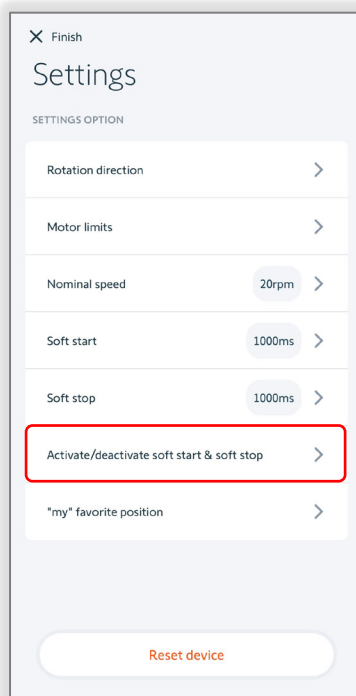 Finish
Settings
SETTINGS OPTION
Rotation direction
Motor limits
Nominal speed 20rpm
Soft start 1000ms
Soft stop 1000ms
Activate/deactivate soft start & soft stop
"my" favorite position
Reset device